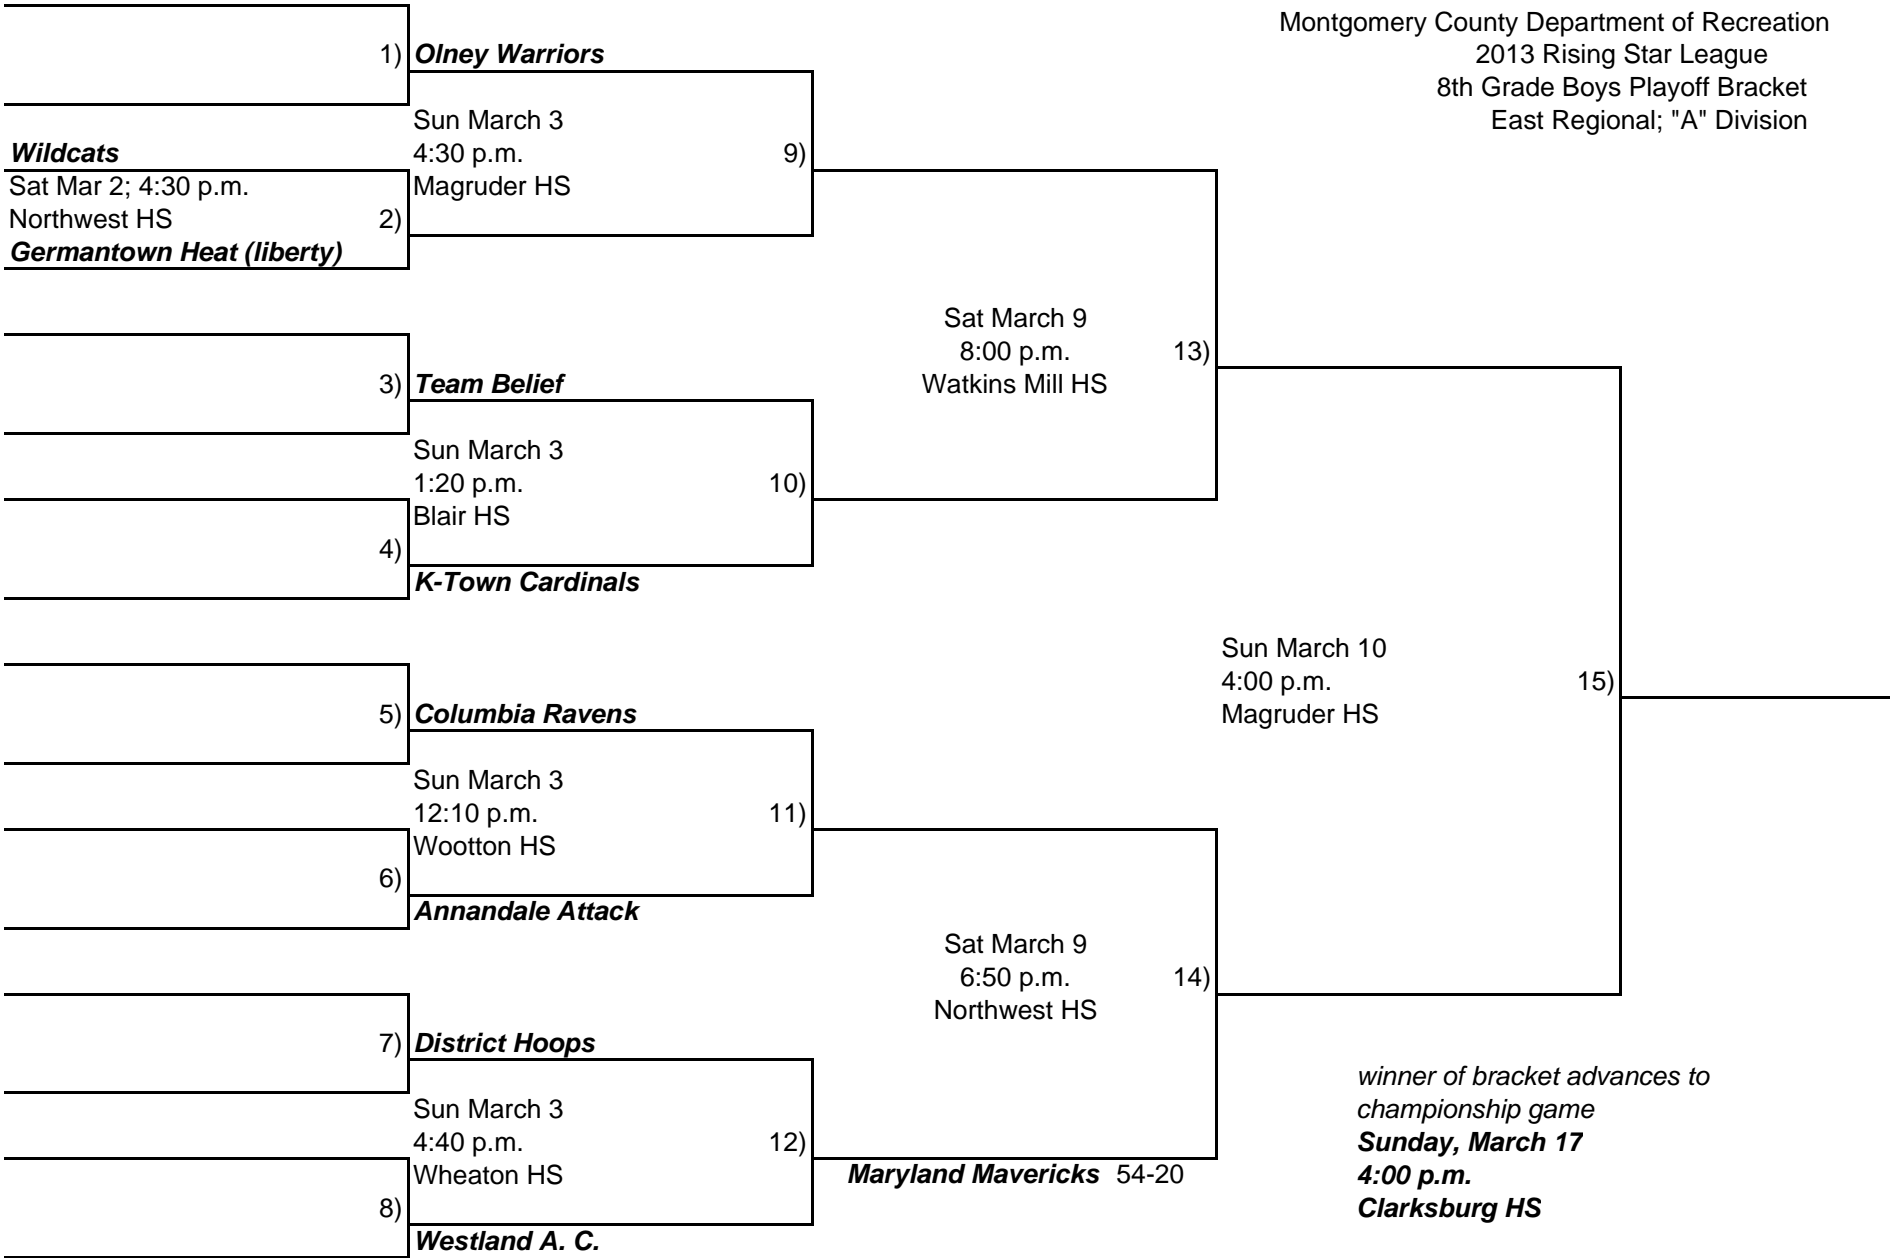 Montgomery County Department of Recreation
2013 Rising Star League
8th Grade Boys Playoff Bracket
East Regional; "A" Division
1) Olney Warriors
Sun March 3
4:30 p.m. 9)
Magruder HS
Wildcats
Sat Mar 2; 4:30 p.m.
Northwest HS 2)
Germantown Heat (liberty)
Sat March 9
8:00 p.m. 13)
Watkins Mill HS
3) Team Belief
Sun March 3
1:20 p.m. 10)
Blair HS
4)
K-Town Cardinals
Sun March 10
4:00 p.m. 15)
Magruder HS
5) Columbia Ravens
Sun March 3
12:10 p.m. 11)
Wootton HS
6)
Annandale Attack
Sat March 9
6:50 p.m. 14)
Northwest HS
7) District Hoops
Sun March 3
4:40 p.m. 12)
Wheaton HS
Maryland Mavericks 54-20
8)
Westland A. C.
winner of bracket advances to
championship game
Sunday, March 17
4:00 p.m.
Clarksburg HS